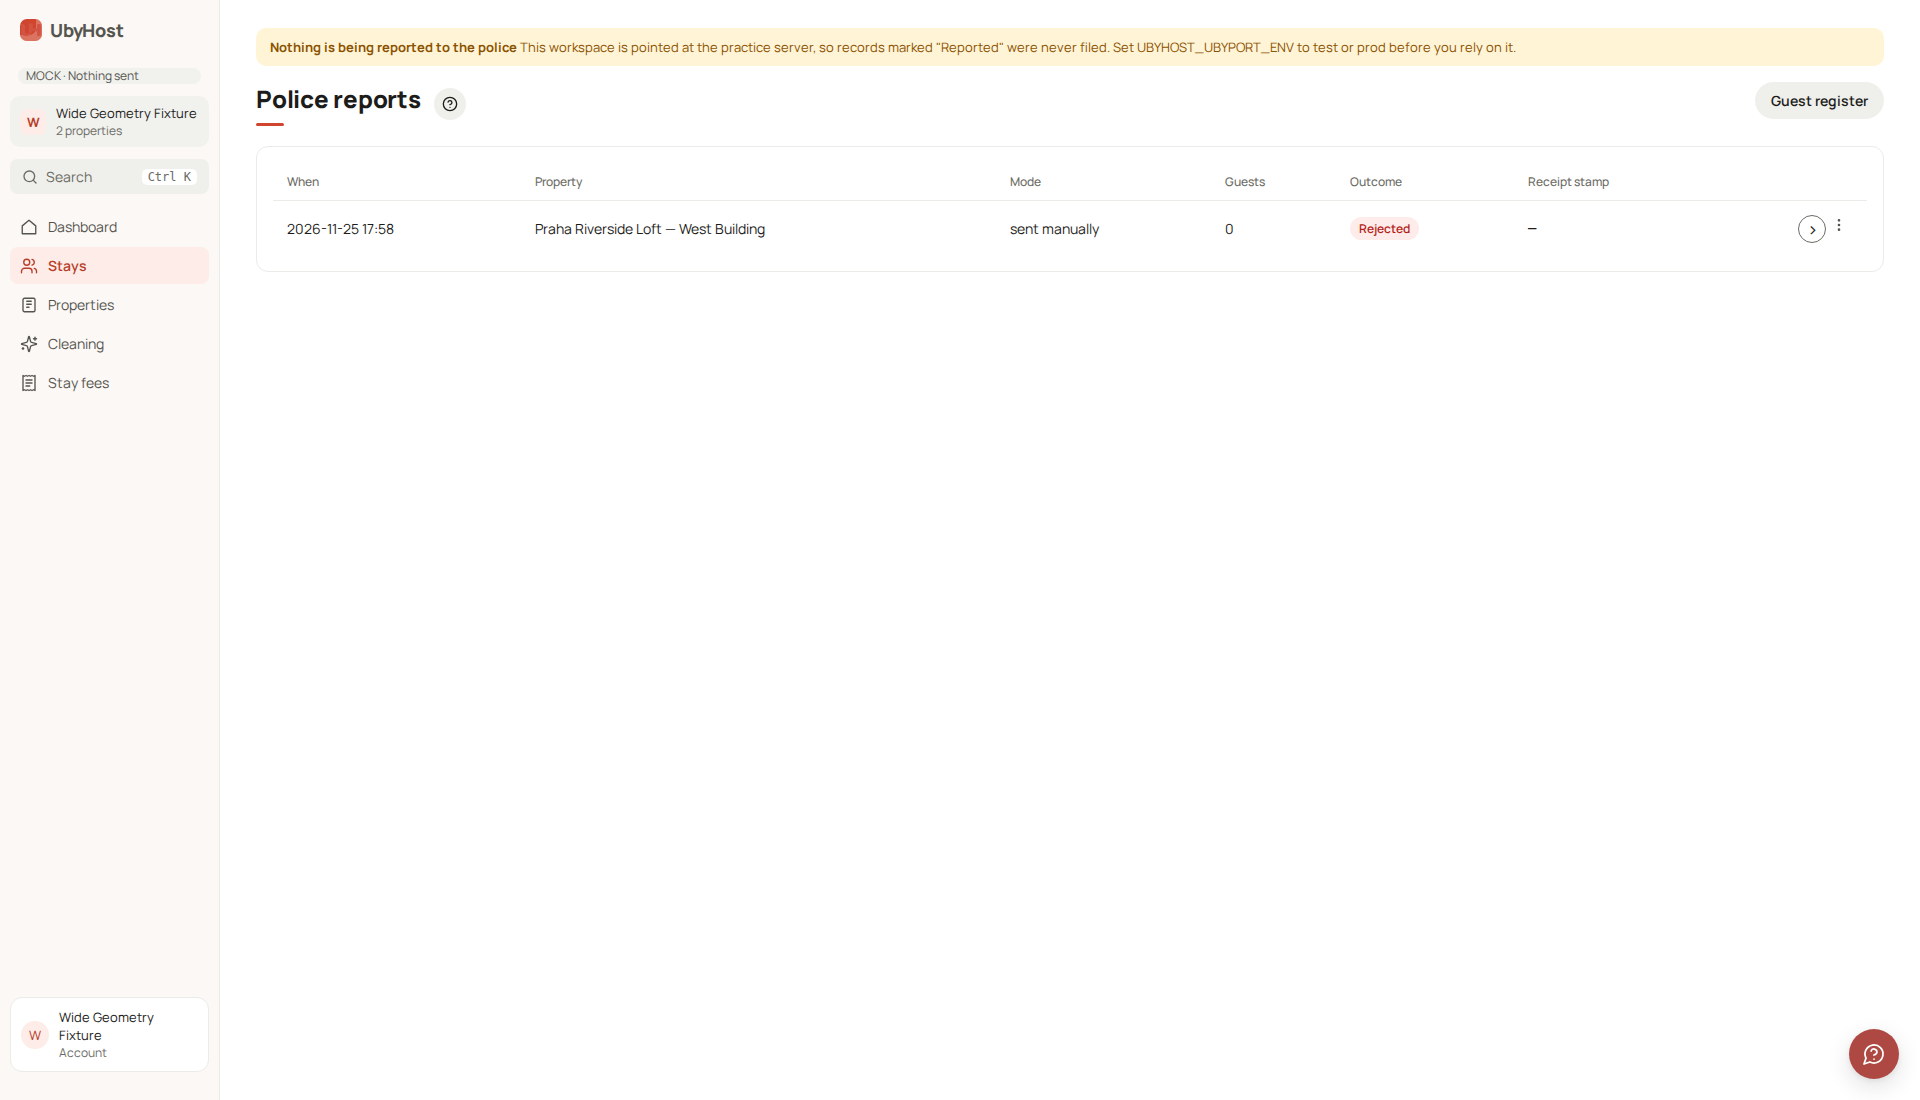 UbyHost
MOCK · Nothing sent
W
Wide Geometry Fixture
2 properties
Search
Ctrl K
Dashboard
Stays
Properties
Cleaning
Stay fees
W
Wide Geometry
Fixture
Account
Nothing is being reported to the police This workspace is pointed at the practice server, so records marked "Reported" were never filed. Set UBYHOST_UBYPORT_ENV to test or prod before you rely on it.
Police reports
Guest register
When Property Mode Guests Outcome Receipt stamp
2026-11-25 17:58 Praha Riverside Loft — West Building sent manually 0 Rejected —